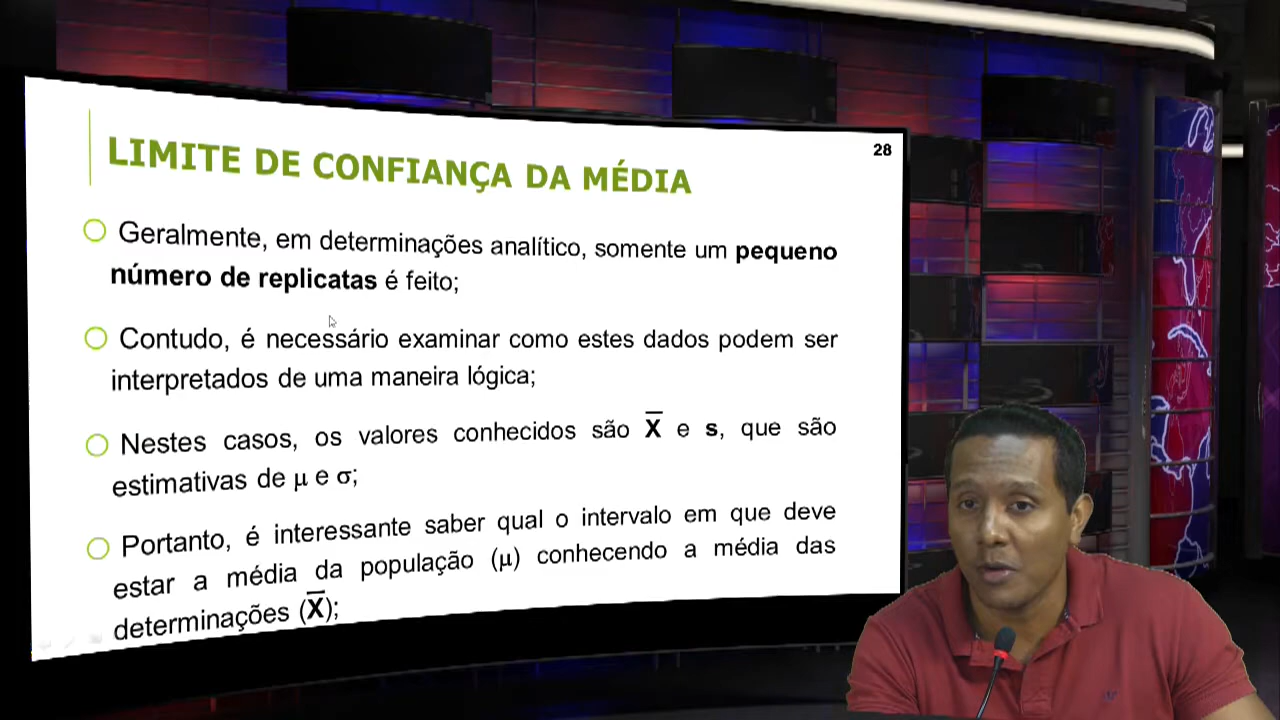 LIMITE DE CONFIANÇA DA MÉDIA
28
Geralmente, em determinações analítico, somente um pequeno
número de replicatas é feito;
Contudo, é necessário examinar como estes dados podem ser
interpretados de uma maneira lógica;
Nestes casos, os valores conhecidos são X̅ e s, que são
estimativas de μ e σ;
Portanto, é interessante saber qual o intervalo em que deve
estar a média da população (μ) conhecendo a média das
determinações (X̅);